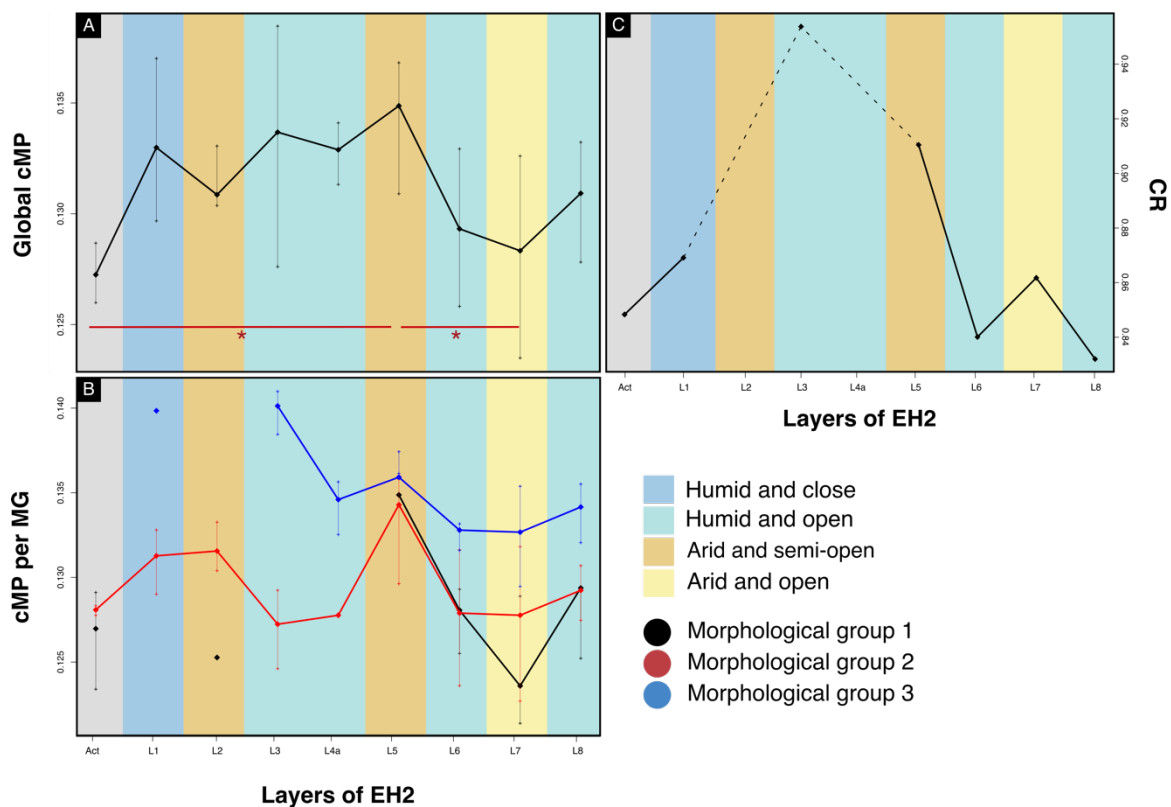 A
Global cMP
0.135
0.130
0.125
*
*
B
cMP per MG
0.140
0.135
0.130
0.125
Act L1 L2 L3 L4a L5 L6 L7 L8
Layers of EH2
C
0.94
0.92
0.90
0.88
0.86
0.84
CR
Act L1 L2 L3 L4a L5 L6 L7 L8
Layers of EH2
Humid and close
Humid and open
Arid and semi-open
Arid and open
Morphological group 1
Morphological group 2
Morphological group 3